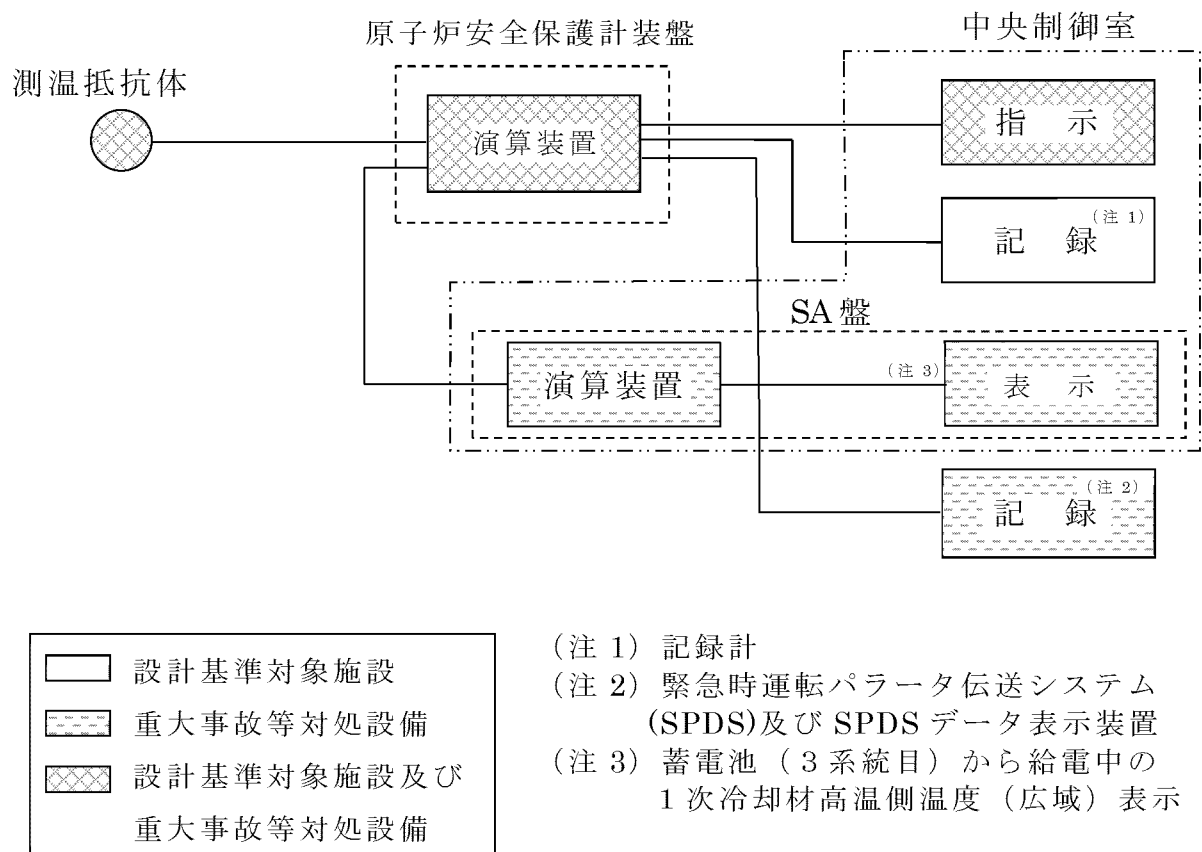 原子炉安全保護計装盤
中央制御室
測温抵抗体
演算装置
指 示
記 録 (注 1)
SA 盤
演算装置
(注 3)
表 示
記 録 (注 2)
設計基準対象施設
重大事故等対処設備
設計基準対象施設及び
重大事故等対処設備
(注 1) 記録計
(注 2) 緊急時運転パラータ伝送システム
(SPDS)及び SPDS データ表示装置
(注 3) 蓄電池（３系統目）から給電中の
１次冷却材高温側温度（広域）表示